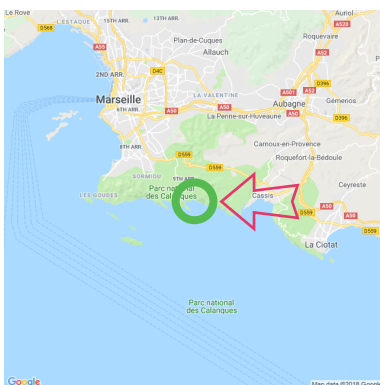 Le Rove
Auriol
L'ESTAQUE
15TH ARR.
13TH ARR.
D568
A520
Plan-de-Cuques
Roquevaire
A55
Allauch
A52
2ND ARR.
D4C
D396
LA VALENTINE
A501
A52
Marseille
Aubagne
Gémenos
6TH ARR.
A50
A50
A50
La Penne-sur-Huveaune
D396
Carnoux-en-Provence
8TH ARR.
D559
Roquefort-la-Bédoule
D559
SORMIOU
9TH ARR.
Ceyreste
LES GOUDES
Parc national
des Calanques
Cassis
A50
D559
A50
D559
La Ciotat
Parc national
des Calanques
Google
Map data ©2018 Google